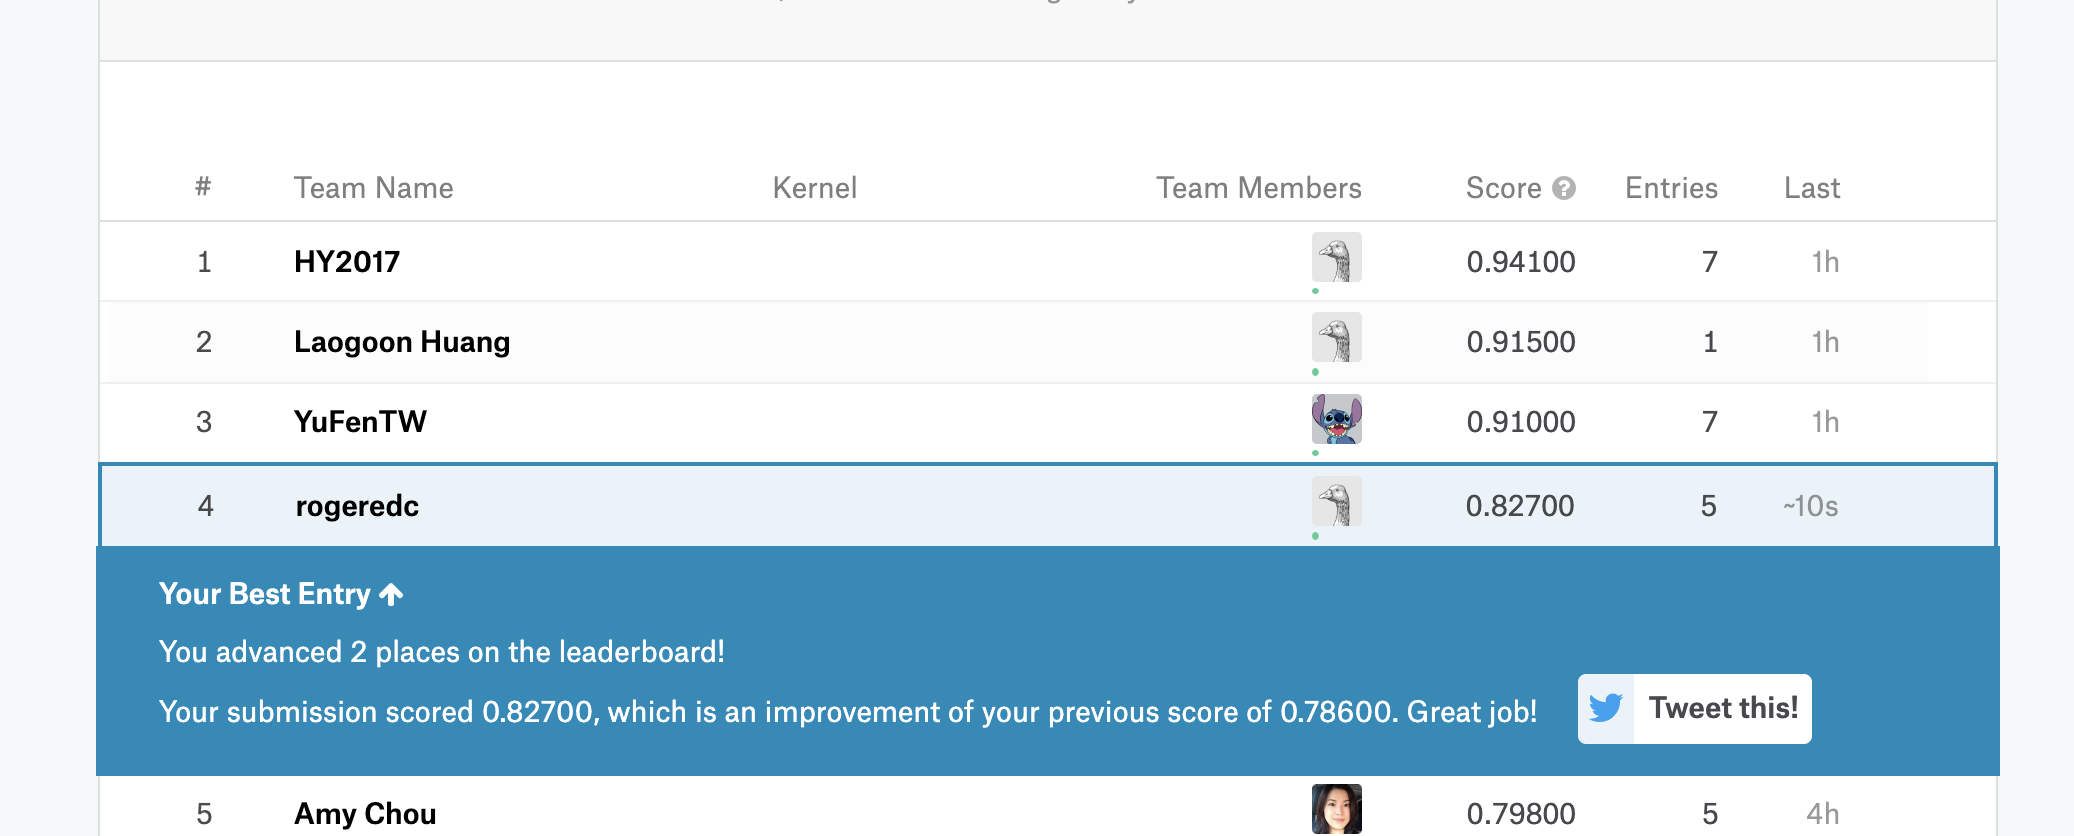 # Team Name Kernel Team Members Score ? Entries Last
1 HY2017 0.94100 7 1h
2 Laogoon Huang 0.91500 1 1h
3 YuFenTW 0.91000 7 1h
4 rogeredc 0.82700 5 ~10s
Your Best Entry
You advanced 2 places on the leaderboard!
Your submission scored 0.82700, which is an improvement of your previous score of 0.78600. Great job! Tweet this!
5 Amy Chou 0.79800 5 4h